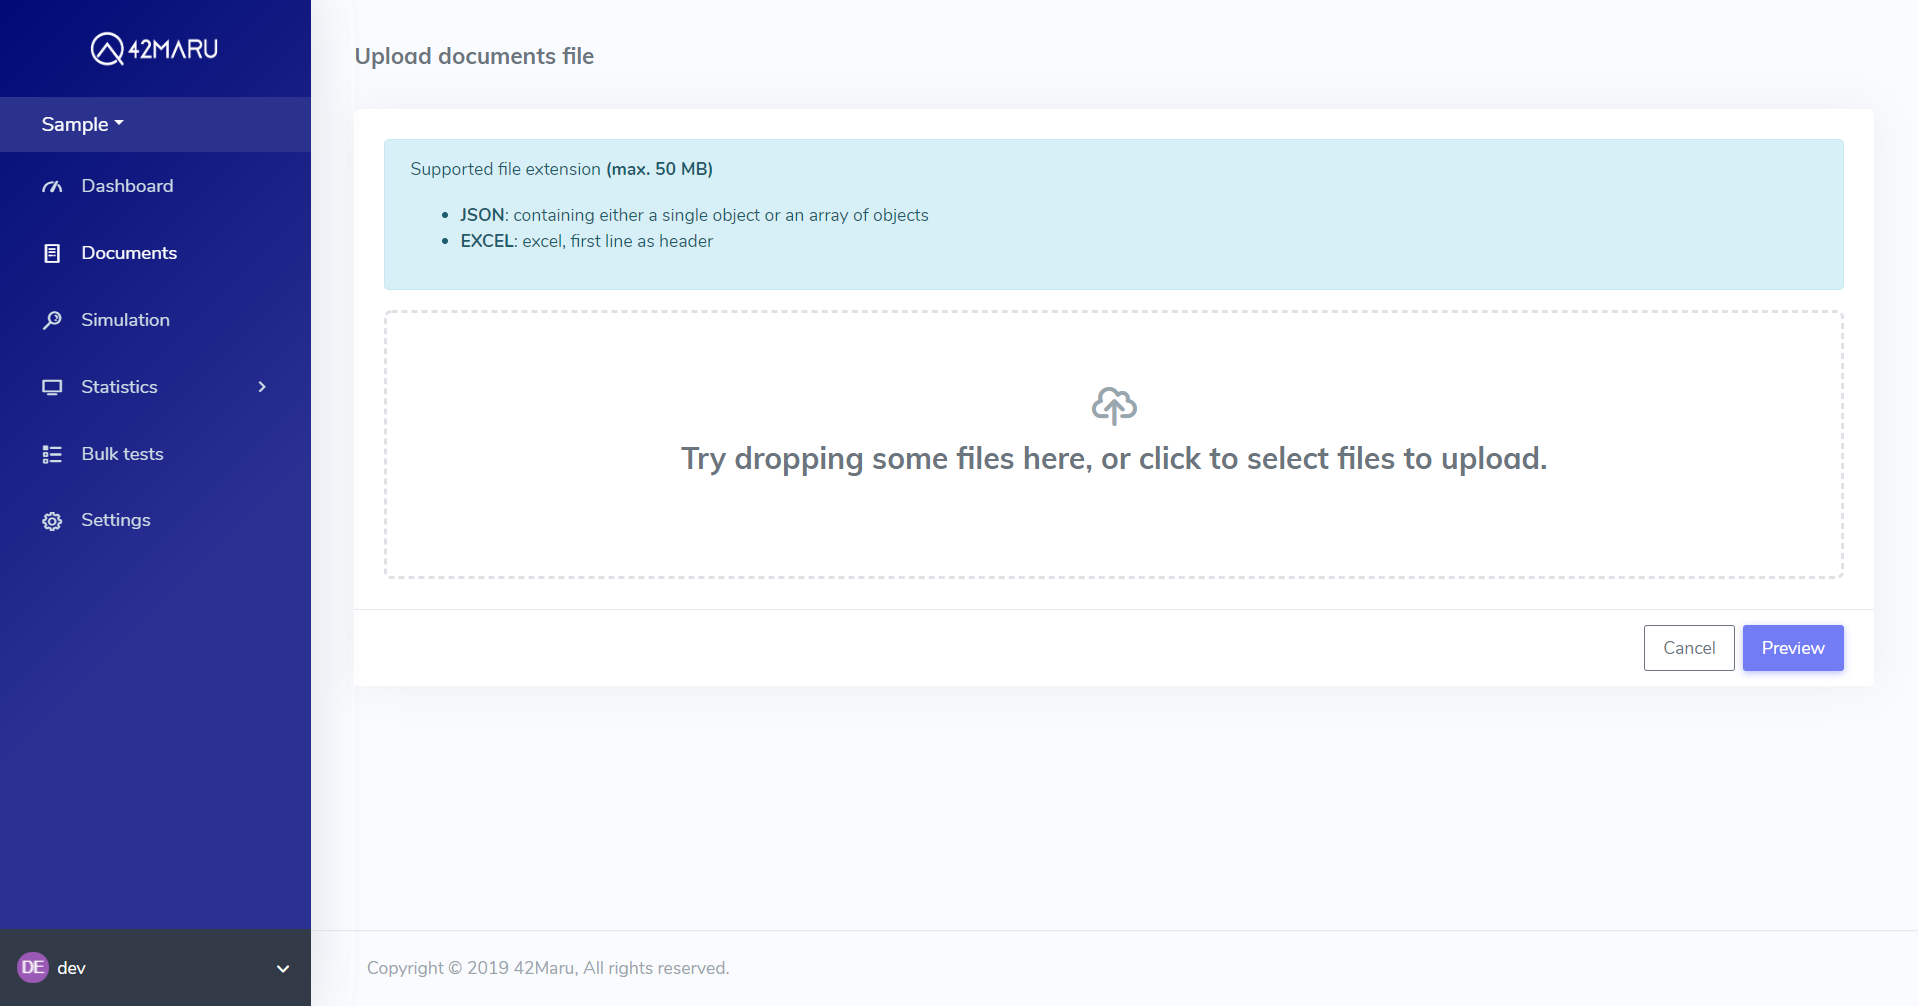 42MARU
Sample
Dashboard
Documents
Simulation
Statistics
Bulk tests
Settings
DE dev
Upload documents file
Supported file extension (max. 50 MB)
• JSON: containing either a single object or an array of objects
• EXCEL: excel, first line as header
Try dropping some files here, or click to select files to upload.
Cancel Preview
Copyright © 2019 42Maru, All rights reserved.